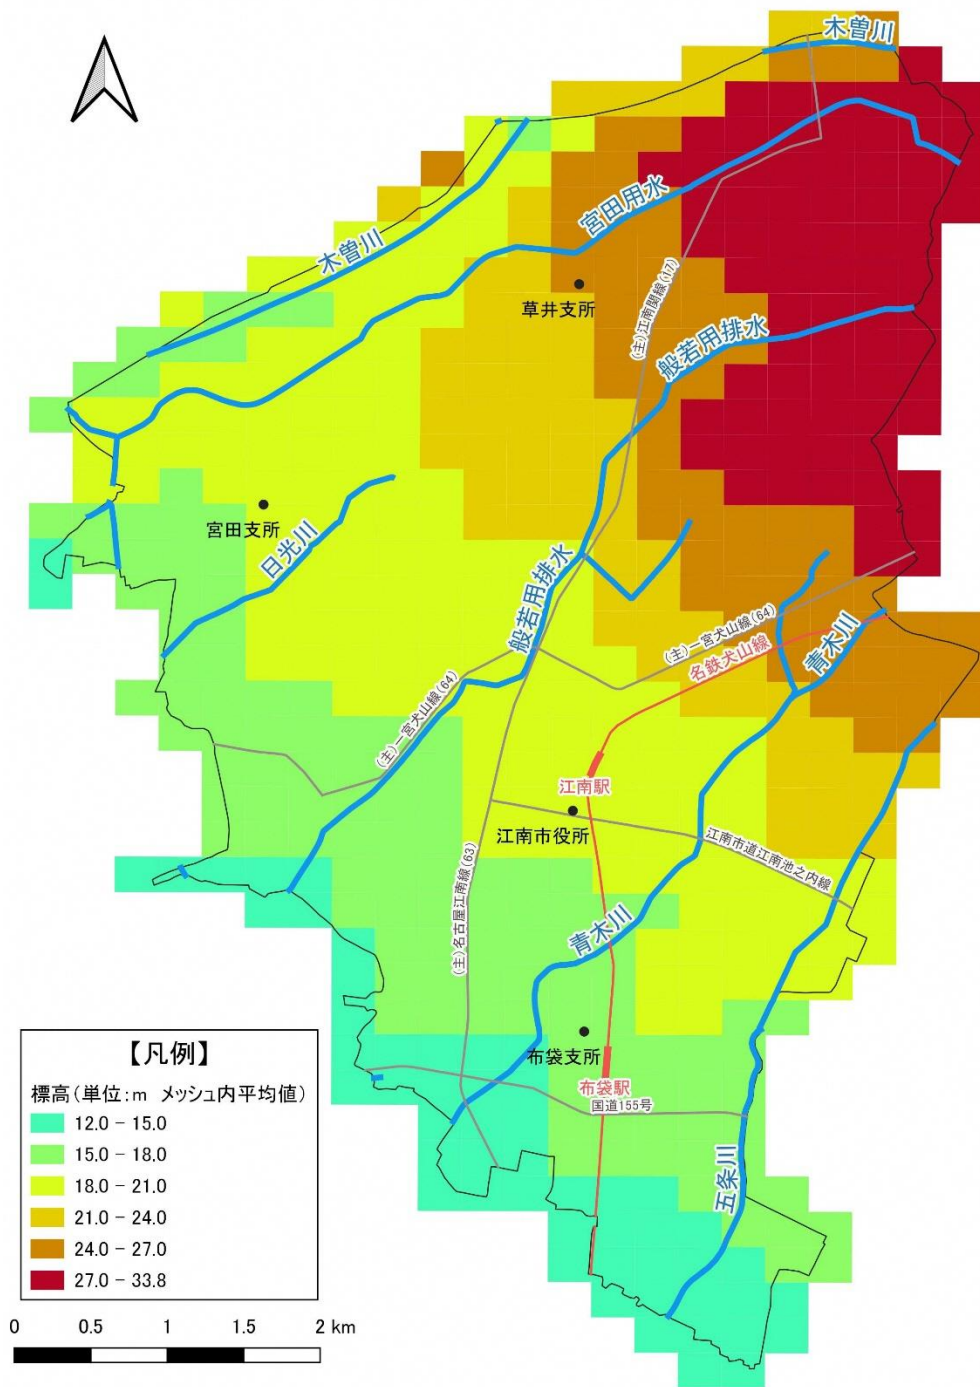 木曽川
宮田用水
木曽川
草井支所
(主)江南関線(17)
般若用排水
宮田支所
日光川
般若用排水
(主)一宮犬山線(64)
名鉄犬山線
青木川
(主)一宮犬山線(64)
江南駅
江南市役所
江南市道江南池之内線
(主)名古屋江南線(63)
青木川
布袋支所
布袋駅
国道155号
五条川
【凡例】
標高(単位:m メッシュ内平均値)
12.0 - 15.0
15.0 - 18.0
18.0 - 21.0
21.0 - 24.0
24.0 - 27.0
27.0 - 33.8
0 0.5 1 1.5 2 km